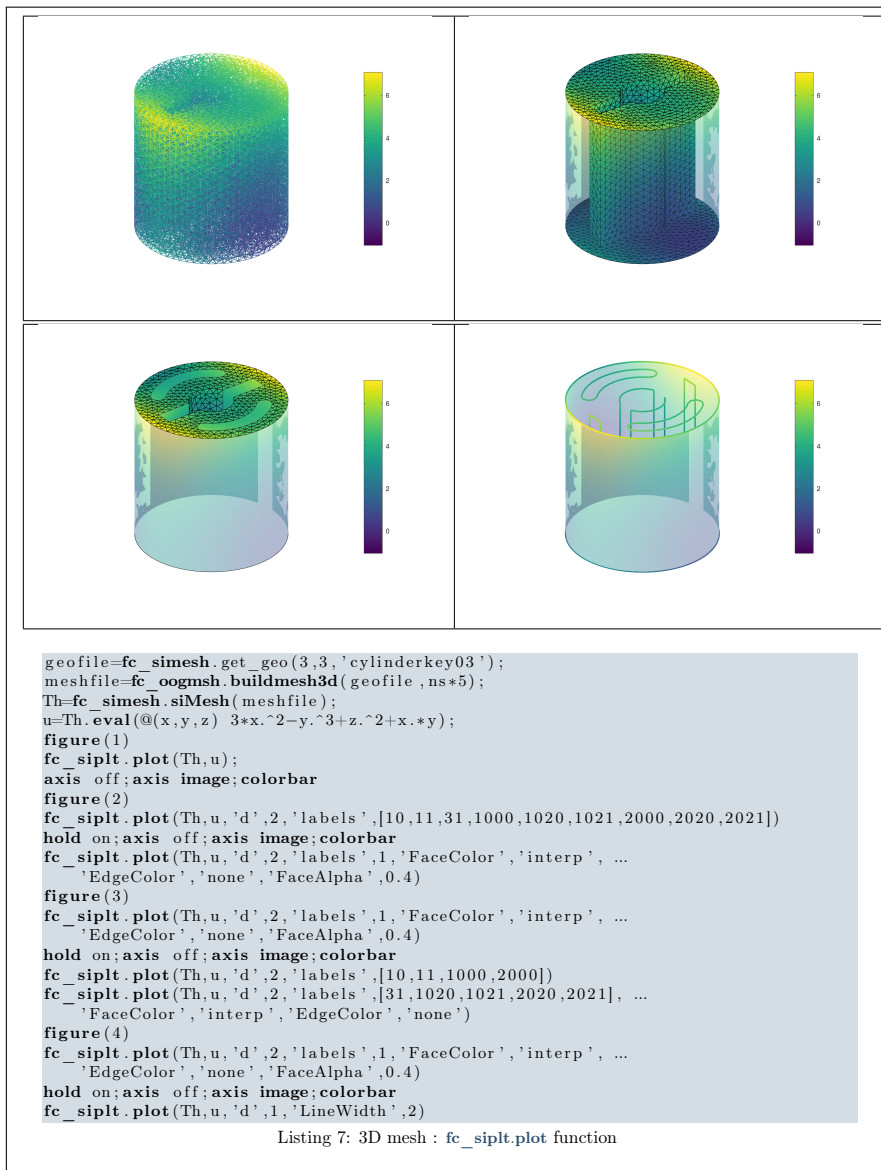 6
4
2
0
6
4
2
0
6
4
2
0
6
4
2
0
geofile=fc_simesh.get_geo(3,3,'cylinderkey03');
meshfile=fc_oogmsh.buildmesh3d(geofile,ns*5);
Th=fc_simesh.siMesh(meshfile);
u=Th.eval(@(x,y,z) 3*x.^2-y.^3+z.^2+x.*y);
figure(1)
fc_siplt.plot(Th,u);
axis off;axis image;colorbar
figure(2)
fc_siplt.plot(Th,u,'d',2,'labels',[10,11,31,1000,1020,1021,2000,2020,2021])
hold on;axis off;axis image;colorbar
fc_siplt.plot(Th,u,'d',2,'labels',1,'FaceColor','interp', ...
'EdgeColor','none','FaceAlpha',0.4)
figure(3)
fc_siplt.plot(Th,u,'d',2,'labels',1,'FaceColor','interp', ...
'EdgeColor','none','FaceAlpha',0.4)
hold on;axis off;axis image;colorbar
fc_siplt.plot(Th,u,'d',2,'labels',[10,11,1000,2000])
fc_siplt.plot(Th,u,'d',2,'labels',[31,1020,1021,2020,2021], ...
'FaceColor','interp','EdgeColor','none')
figure(4)
fc_siplt.plot(Th,u,'d',2,'labels',1,'FaceColor','interp', ...
'EdgeColor','none','FaceAlpha',0.4)
hold on;axis off;axis image;colorbar
fc_siplt.plot(Th,u,'d',1,'LineWidth',2)
Listing 7: 3D mesh : fc_siplt.plot function